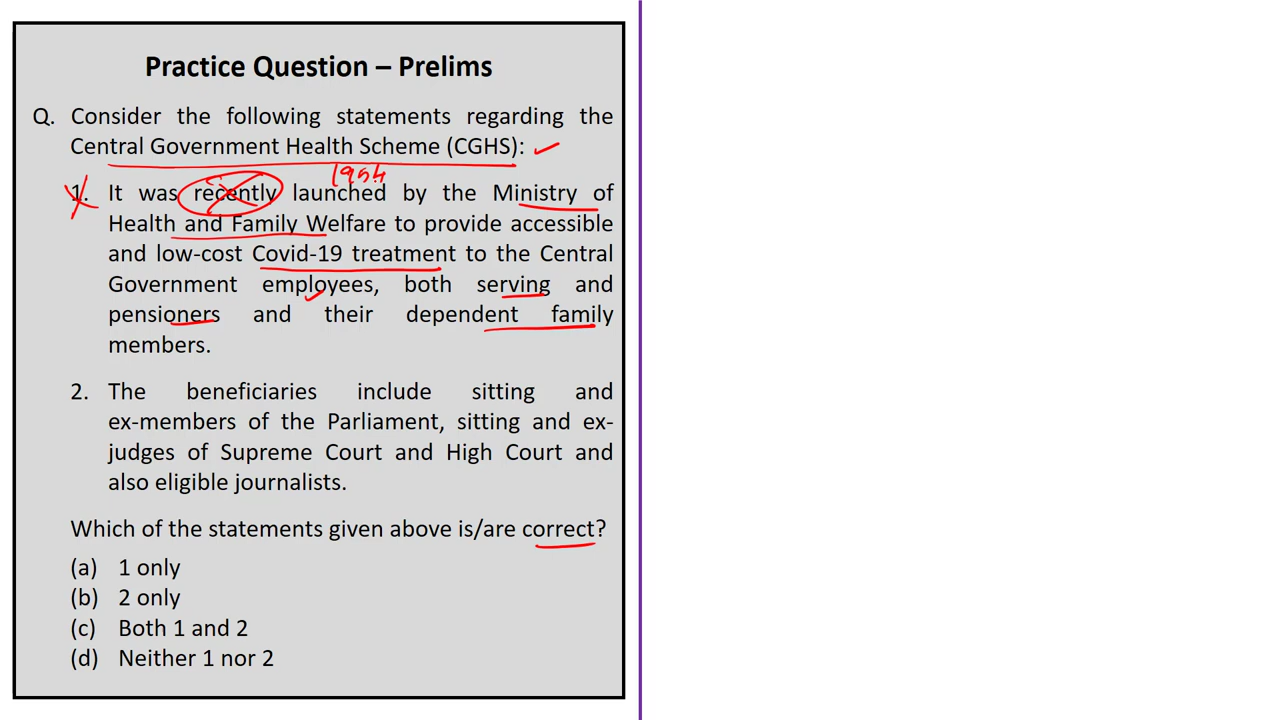 Practice Question – Prelims
Q. Consider the following statements regarding the
Central Government Health Scheme (CGHS):
1954
1. It was recently launched by the Ministry of
Health and Family Welfare to provide accessible
and low-cost Covid-19 treatment to the Central
Government employees, both serving and
pensioners and their dependent family
members.
2. The beneficiaries include sitting and
ex-members of the Parliament, sitting and ex-
judges of Supreme Court and High Court and
also eligible journalists.
Which of the statements given above is/are correct?
(a) 1 only
(b) 2 only
(c) Both 1 and 2
(d) Neither 1 nor 2